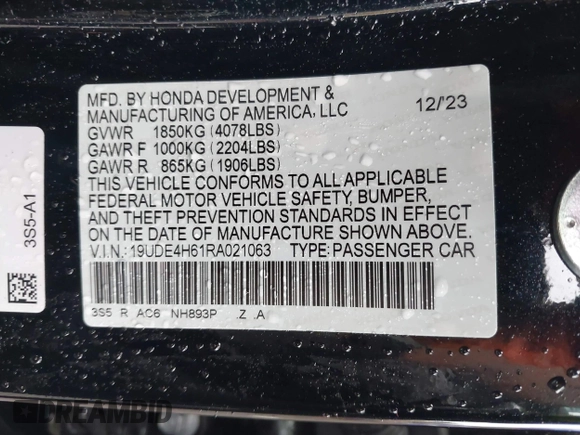 MFD. BY HONDA DEVELOPMENT &
MANUFACTURING OF AMERICA, LLC 12/'23
GVWR 1850KG (4078LBS)
GAWR F 1000KG (2204LBS)
GAWR R 865KG (1906LBS)
THIS VEHICLE CONFORMS TO ALL APPLICABLE
FEDERAL MOTOR VEHICLE SAFETY, BUMPER,
AND THEFT PREVENTION STANDARDS IN EFFECT
ON THE DATE OF MANUFACTURE SHOWN ABOVE.
V.I.N.: 19UDE4H61RA021063 TYPE: PASSENGER CAR
3S5 R AC6 NH893P .Z .A
3S5-A1
DREAMBID